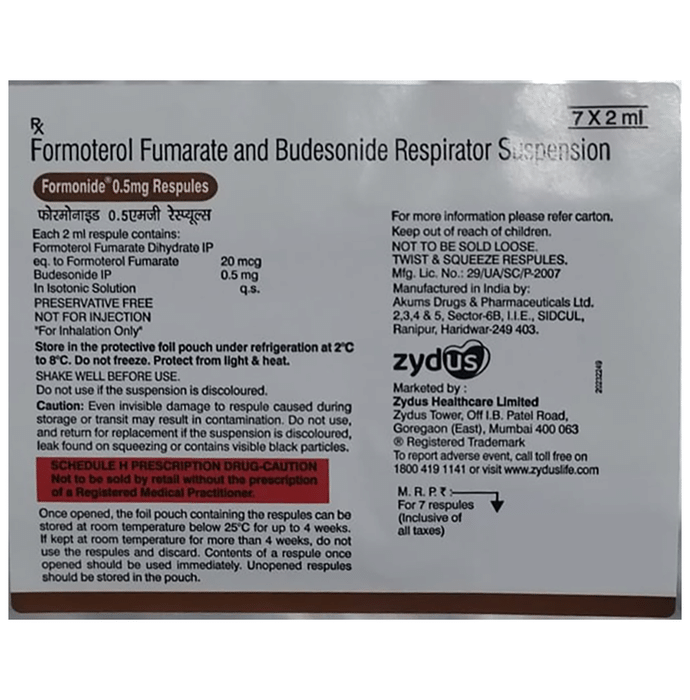 Rx
7 X 2 ml
Formoterol Fumarate and Budesonide Respirator Suspension
Formonide® 0.5mg Respules
फोरमोनाइड 0.5एमजी रेस्प्यूल्स
Each 2 ml respule contains:
Formoterol Fumarate Dihydrate IP
eq. to Formoterol Fumarate 20 mcg
Budesonide IP 0.5 mg
In Isotonic Solution q.s.
PRESERVATIVE FREE
NOT FOR INJECTION
"For Inhalation Only"
Store in the protective foil pouch under refrigeration at 2°C
to 8°C. Do not freeze. Protect from light & heat.
SHAKE WELL BEFORE USE.
Do not use if the suspension is discoloured.
Caution: Even invisible damage to respule caused during
storage or transit may result in contamination. Do not use,
and return for replacement if the suspension is discoloured,
leak found on squeezing or contains visible black particles.
SCHEDULE H PRESCRIPTION DRUG-CAUTION
Not to be sold by retail without the prescription
of a Registered Medical Practitioner.
Once opened, the foil pouch containing the respules can be
stored at room temperature below 25°C for up to 4 weeks.
If kept at room temperature for more than 4 weeks, do not
use the respules and discard. Contents of a respule once
opened should be used immediately. Unopened respules
should be stored in the pouch.
For more information please refer carton.
Keep out of reach of children.
NOT TO BE SOLD LOOSE.
TWIST & SQUEEZE RESPULES.
Mfg. Lic. No.: 29/UA/SC/P-2007
Manufactured in India by:
Akums Drugs & Pharmaceuticals Ltd.
2,3,4 & 5, Sector-6B, I.I.E., SIDCUL,
Ranipur, Haridwar-249 403.
zydus
Marketed by :
Zydus Healthcare Limited
Zydus Tower, Off I.B. Patel Road,
Goregaon (East), Mumbai 400 063
® Registered Trademark
To report adverse event, call toll free on
1800 419 1141 or visit www.zyduslife.com
M. R. P. ₹ :
For 7 respules
(Inclusive of
all taxes)